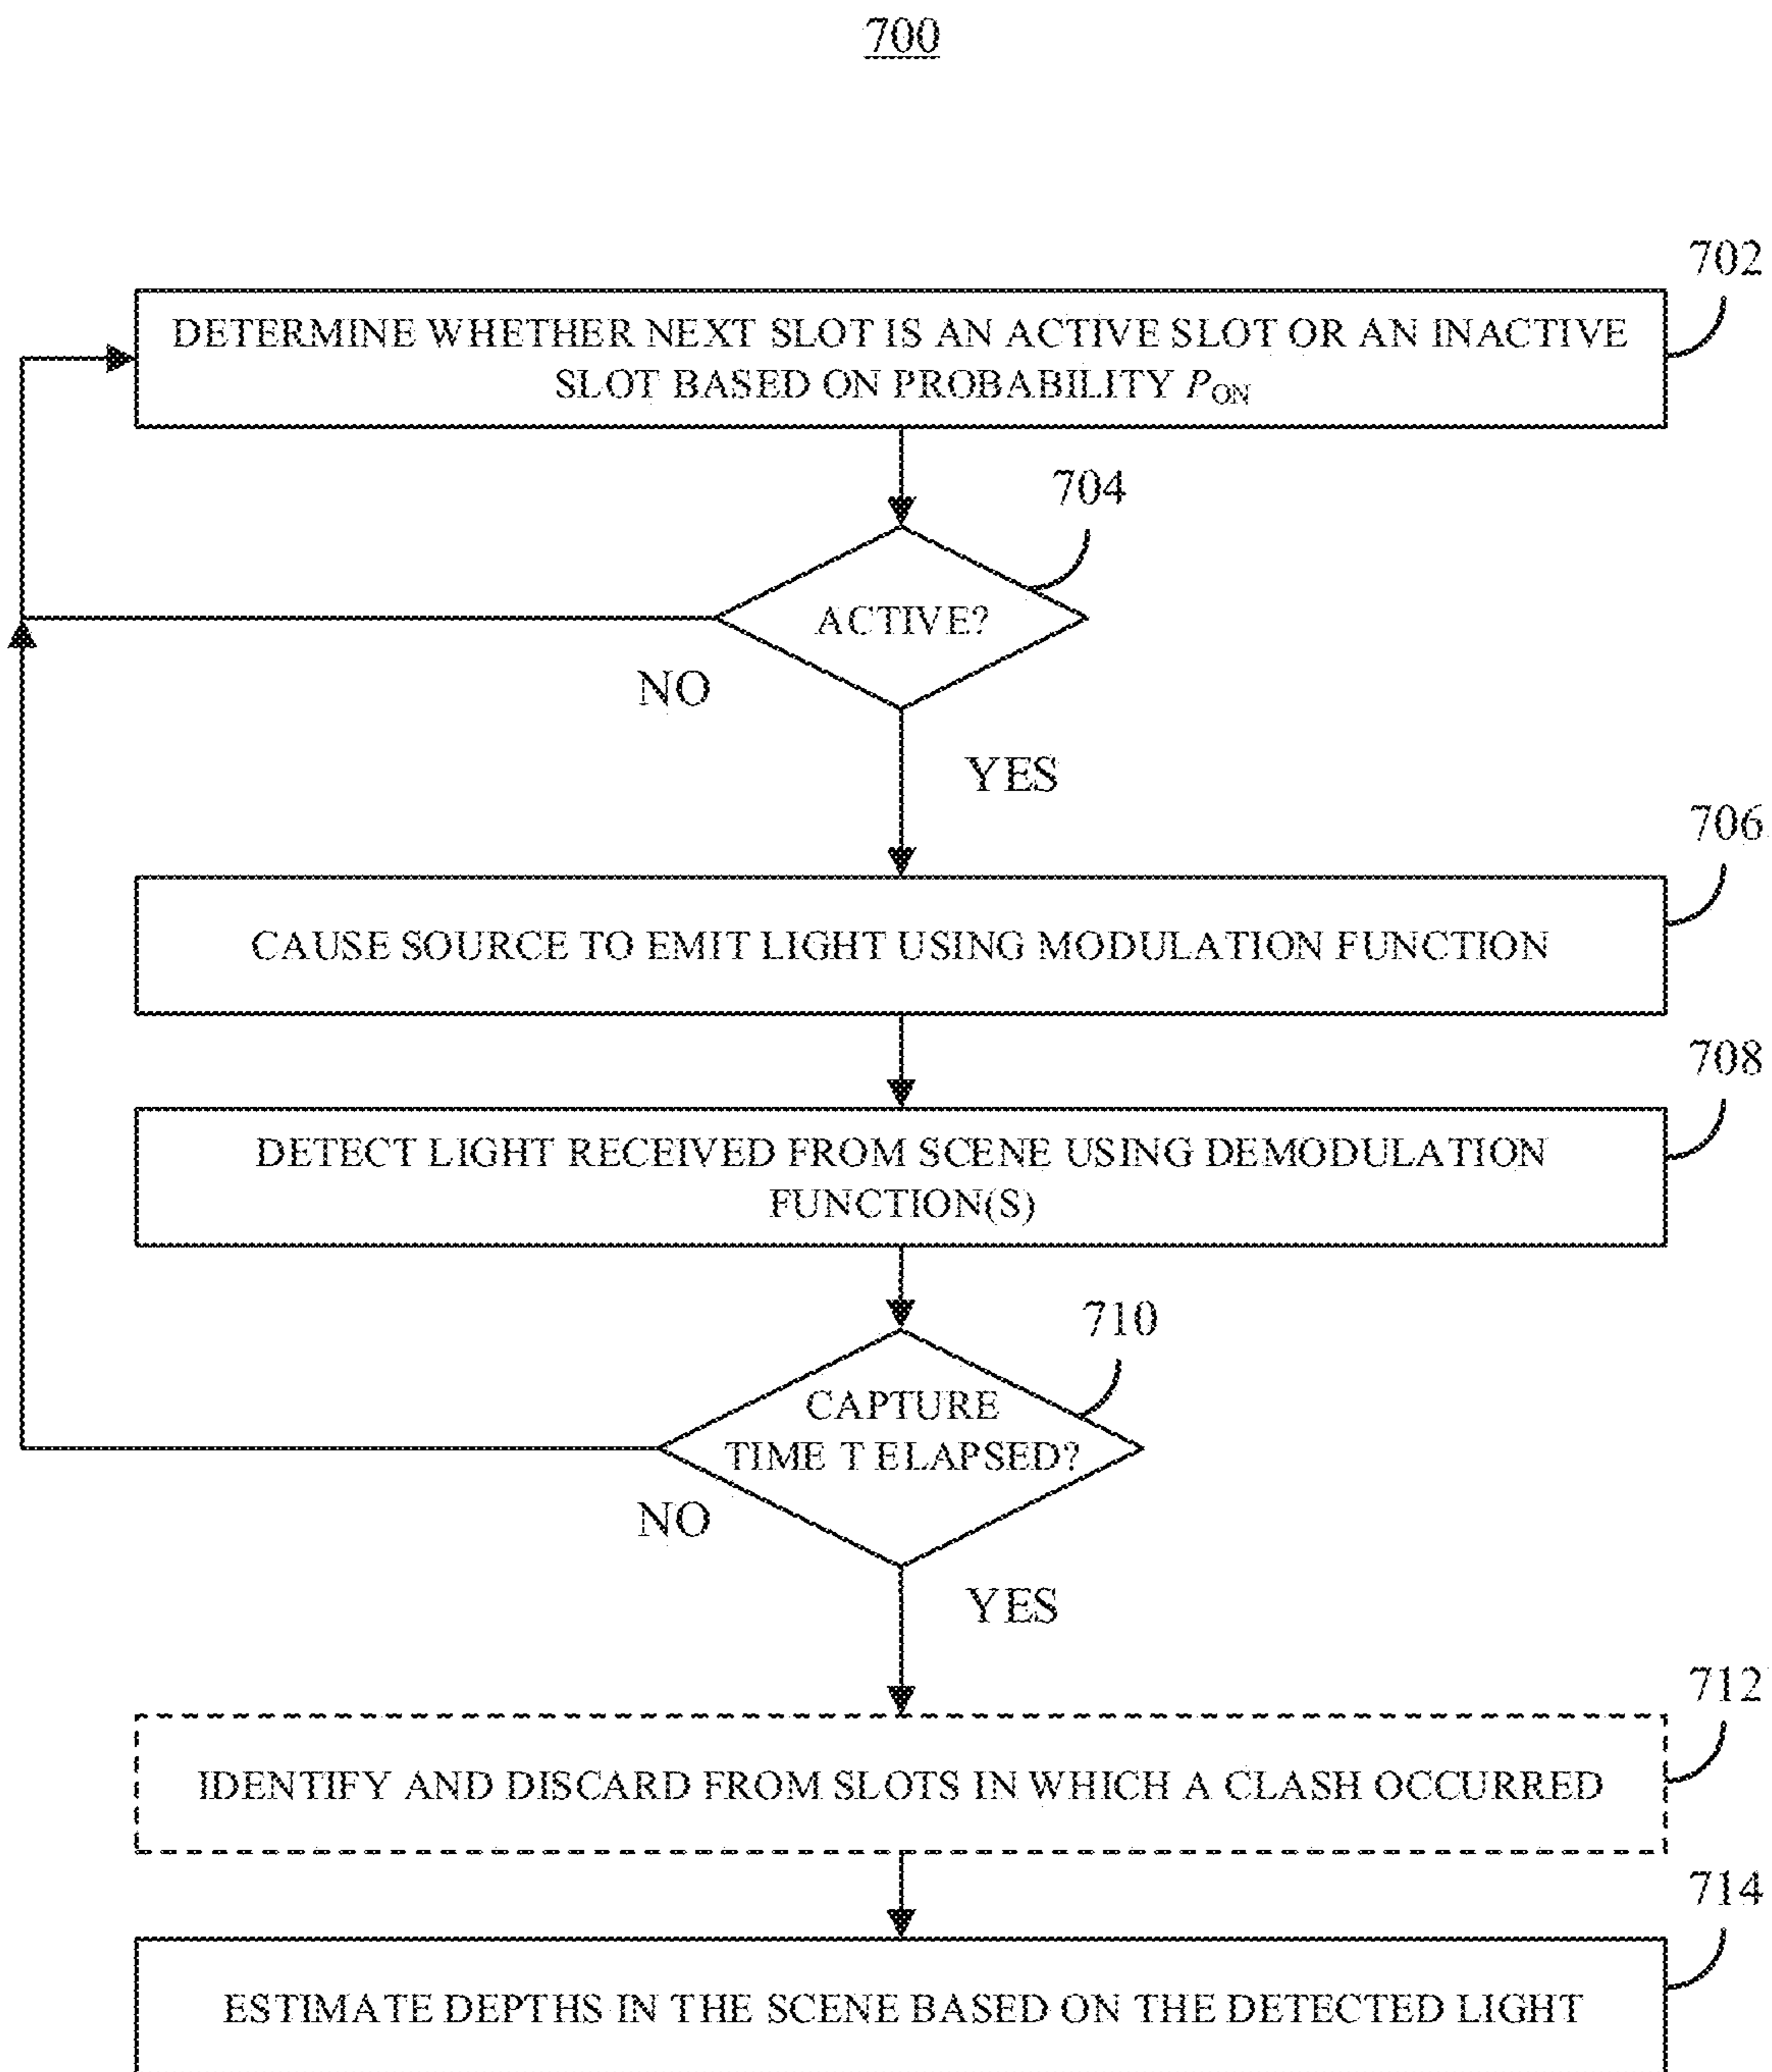 700
702
DETERMINE WHETHER NEXT SLOT IS AN ACTIVE SLOT OR AN INACTIVE
SLOT BASED ON PROBABILITY PON
704
ACTIVE?
NO
YES
706
CAUSE SOURCE TO EMIT LIGHT USING MODULATION FUNCTION
708
DETECT LIGHT RECEIVED FROM SCENE USING DEMODULATION
FUNCTION(S)
710
CAPTURE
TIME T ELAPSED?
NO
YES
712
IDENTIFY AND DISCARD FROM SLOTS IN WHICH A CLASH OCCURRED
714
ESTIMATE DEPTHS IN THE SCENE BASED ON THE DETECTED LIGHT